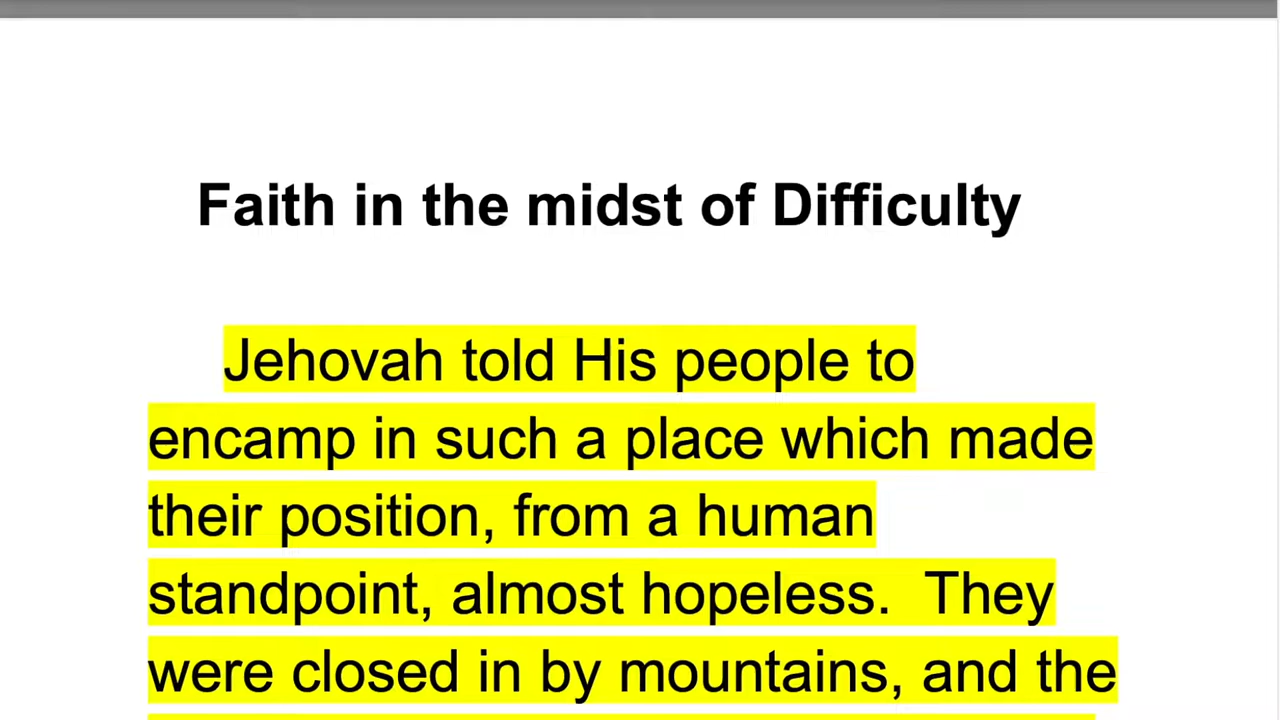 Faith in the midst of Difficulty
Jehovah told His people to
encamp in such a place which made
their position, from a human
standpoint, almost hopeless.  They
were closed in by mountains, and the